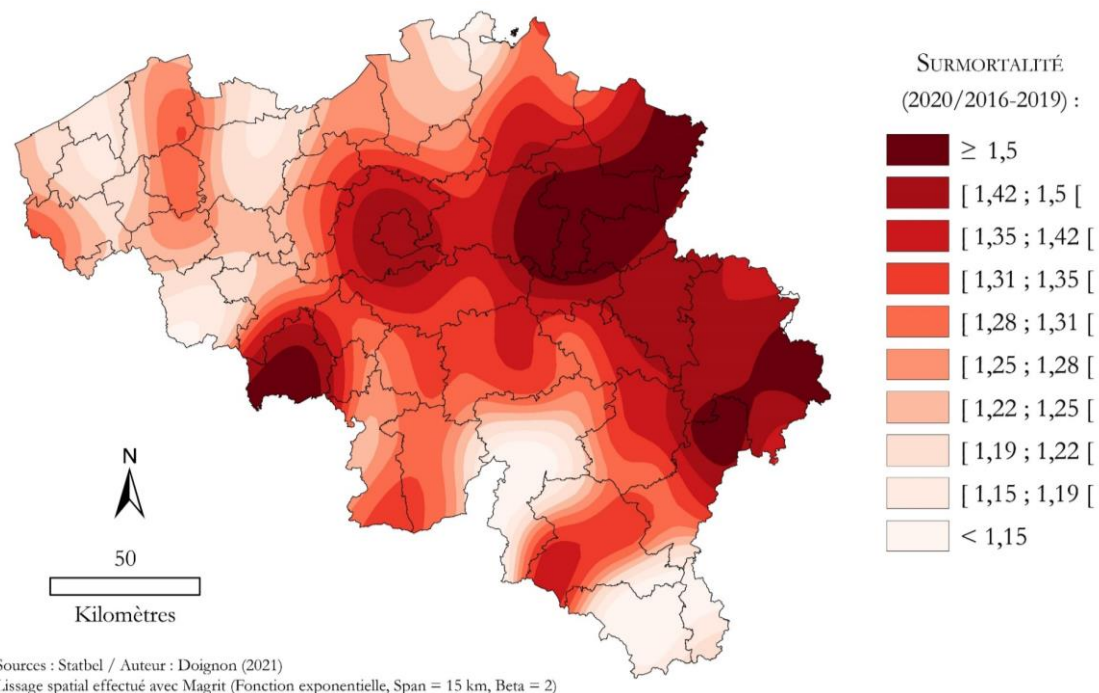 SURMORTALITÉ
(2020/2016-2019) :
≥ 1,5
[ 1,42 ; 1,5 [
[ 1,35 ; 1,42 [
[ 1,31 ; 1,35 [
[ 1,28 ; 1,31 [
[ 1,25 ; 1,28 [
[ 1,22 ; 1,25 [
[ 1,19 ; 1,22 [
[ 1,15 ; 1,19 [
< 1,15
N
50
Kilomètres
Sources : Statbel / Auteur : Doignon (2021)
Lissage spatial effectué avec Magrit (Fonction exponentielle, Span = 15 km, Beta = 2)